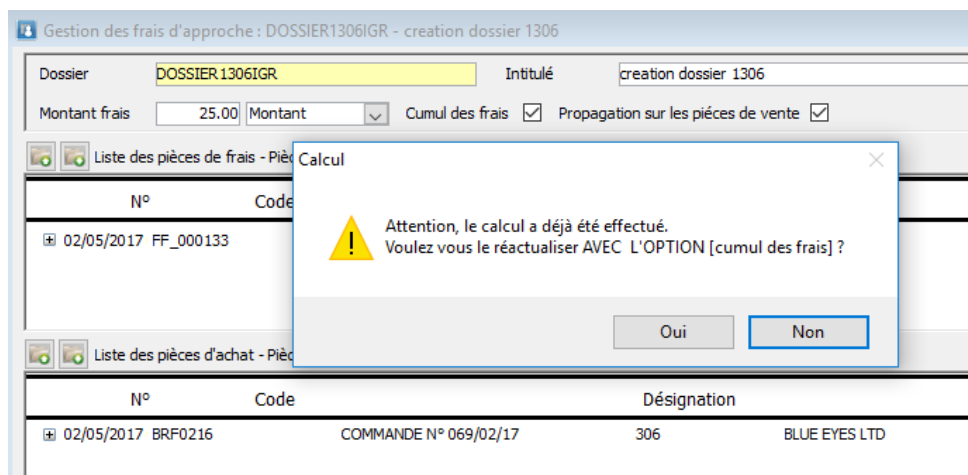 Gestion des frais d'approche : DOSSIER1306IGR - creation dossier 1306
Dossier DOSSIER1306IGR Intitulé creation dossier 1306
Montant frais 25.00 Montant Cumul des frais Propagation sur les piéces de vente
Liste des pièces de frais - Pièc
Calcul
N° Code
Attention, le calcul a déjà été effectué.
02/05/2017 FF_000133
Voulez vous le réactualiser AVEC L'OPTION [cumul des frais] ?
Oui Non
Liste des pièces d'achat - Pièc
N° Code Désignation
02/05/2017 BRF0216 COMMANDE N° 069/02/17 306 BLUE EYES LTD